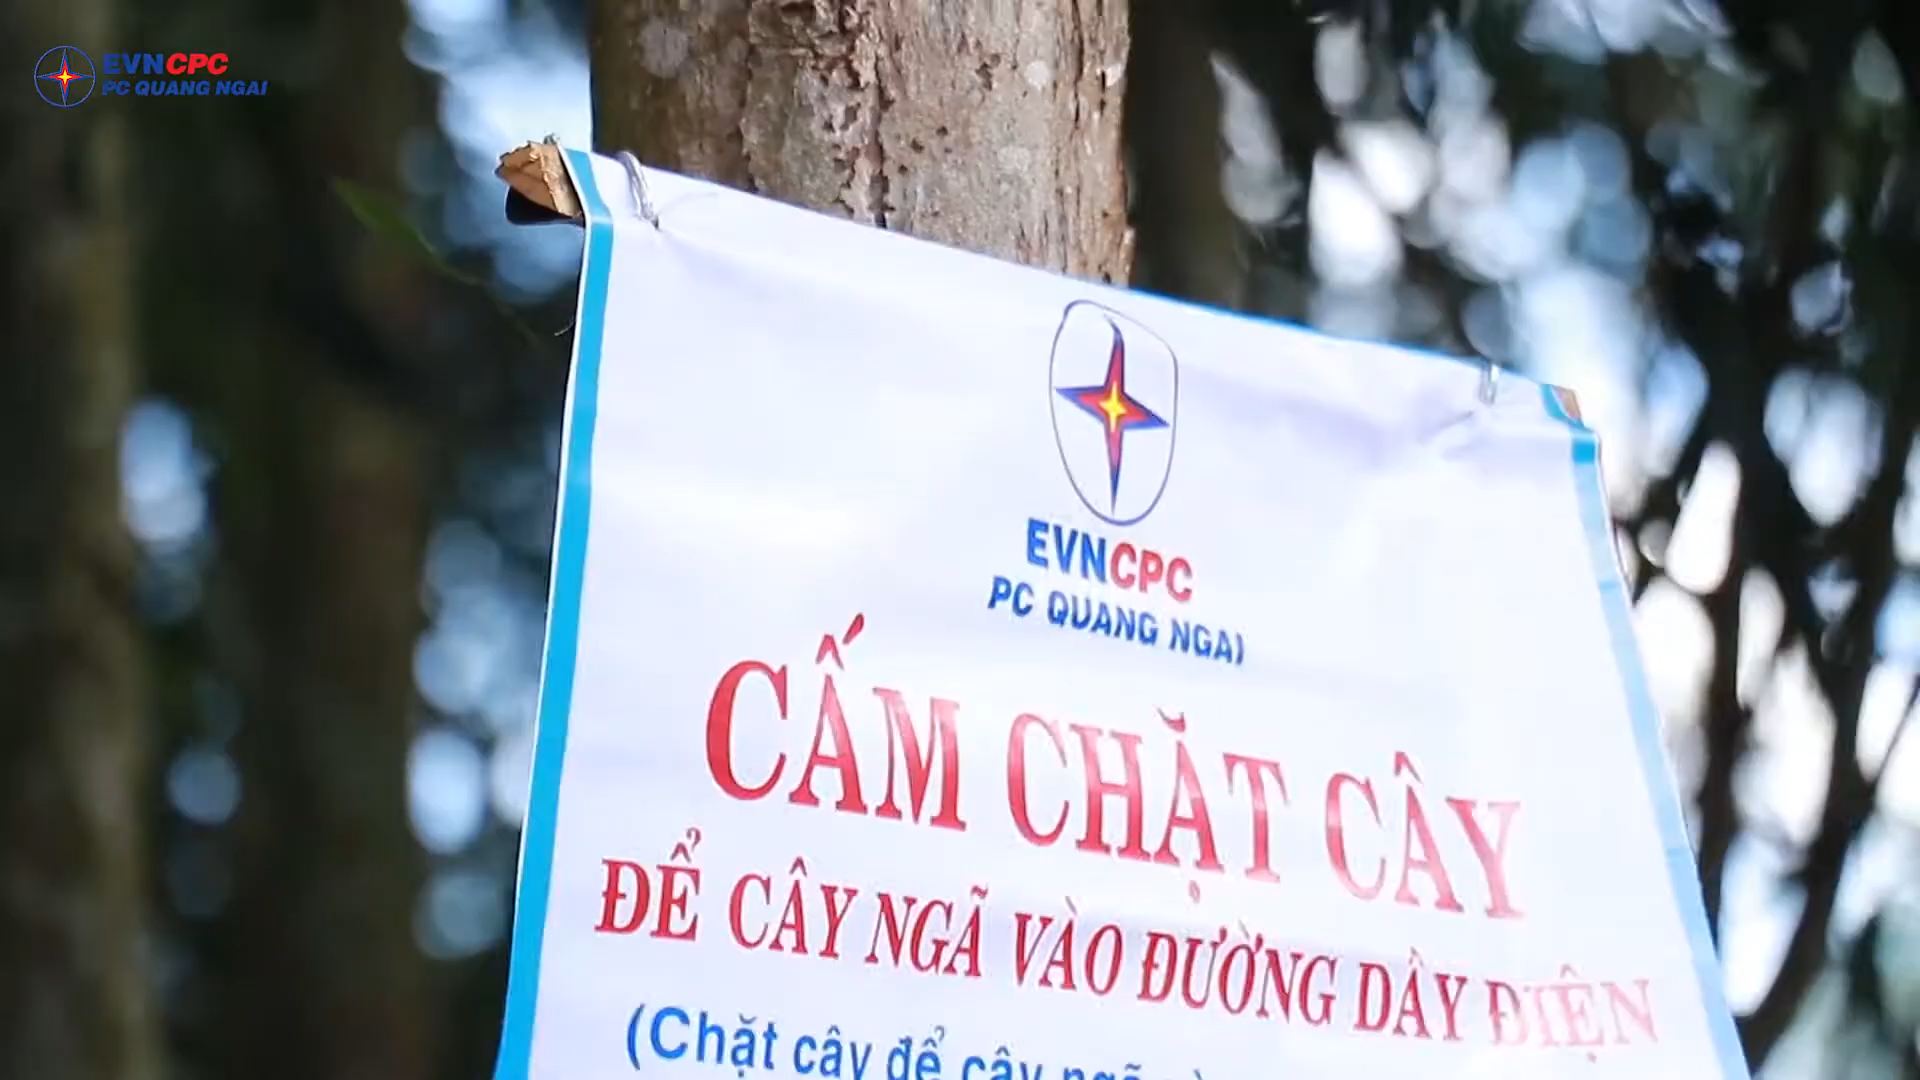 EVNCPC
PC QUANG NGAI
EVNCPC
PC QUANG NGAI
CẤM CHẶT CÂY
ĐỂ CÂY NGÃ VÀO ĐƯỜNG DÂY ĐIỆN
(Chặt cây để cây ngã